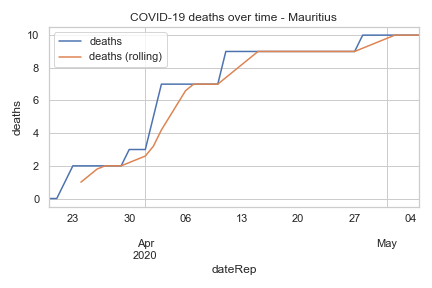 COVID-19 deaths over time - Mauritius
deaths
deaths (rolling)
10
8
6
4
2
0
deaths
23 30 06 13 20 27 04
Apr May
2020
dateRep